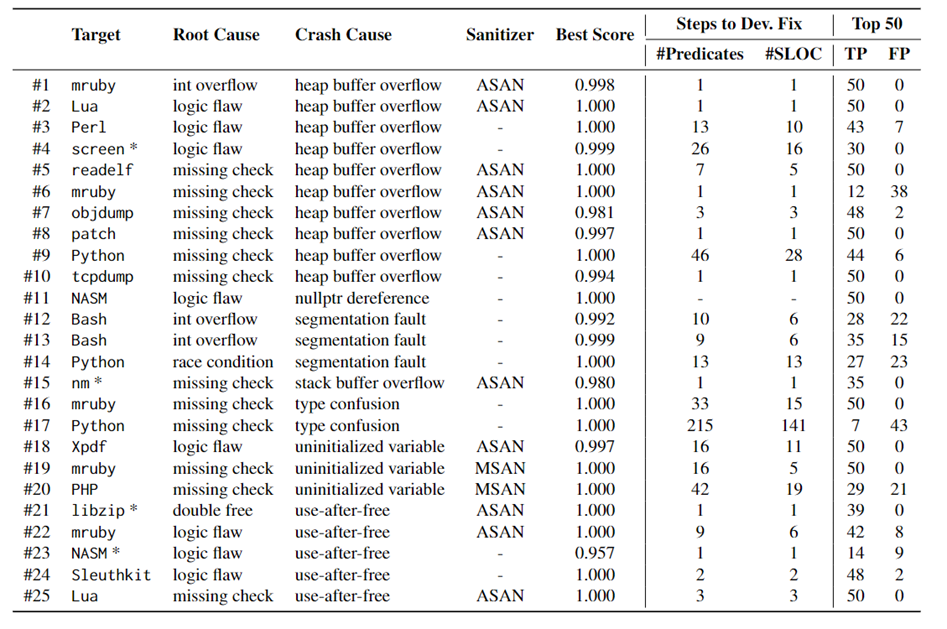 Target Root Cause Crash Cause Sanitizer Best Score Steps to Dev. Fix Top 50
#Predicates #SLOC TP FP
#1 mruby int overflow heap buffer overflow ASAN 0.998 1 1 50 0
#2 Lua logic flaw heap buffer overflow ASAN 1.000 1 1 50 0
#3 Perl logic flaw heap buffer overflow - 1.000 13 10 43 7
#4 screen * logic flaw heap buffer overflow - 0.999 26 16 30 0
#5 readelf missing check heap buffer overflow ASAN 1.000 7 5 50 0
#6 mruby missing check heap buffer overflow ASAN 1.000 1 1 12 38
#7 objdump missing check heap buffer overflow ASAN 0.981 3 3 48 2
#8 patch missing check heap buffer overflow ASAN 0.997 1 1 50 0
#9 Python missing check heap buffer overflow - 1.000 46 28 44 6
#10 tcpdump missing check heap buffer overflow - 0.994 1 1 50 0
#11 NASM logic flaw nullptr dereference - 1.000 - - 50 0
#12 Bash int overflow segmentation fault - 0.992 10 6 28 22
#13 Bash int overflow segmentation fault - 0.999 9 6 35 15
#14 Python race condition segmentation fault - 1.000 13 13 27 23
#15 nm * missing check stack buffer overflow ASAN 0.980 1 1 35 0
#16 mruby missing check type confusion - 1.000 33 15 50 0
#17 Python missing check type confusion - 1.000 215 141 7 43
#18 Xpdf logic flaw uninitialized variable ASAN 0.997 16 11 50 0
#19 mruby missing check uninitialized variable MSAN 1.000 16 5 50 0
#20 PHP missing check uninitialized variable MSAN 1.000 42 19 29 21
#21 libzip * double free use-after-free ASAN 1.000 1 1 39 0
#22 mruby logic flaw use-after-free ASAN 1.000 9 6 42 8
#23 NASM * logic flaw use-after-free - 0.957 1 1 14 9
#24 Sleuthkit logic flaw use-after-free - 1.000 2 2 48 2
#25 Lua missing check use-after-free ASAN 1.000 3 3 50 0